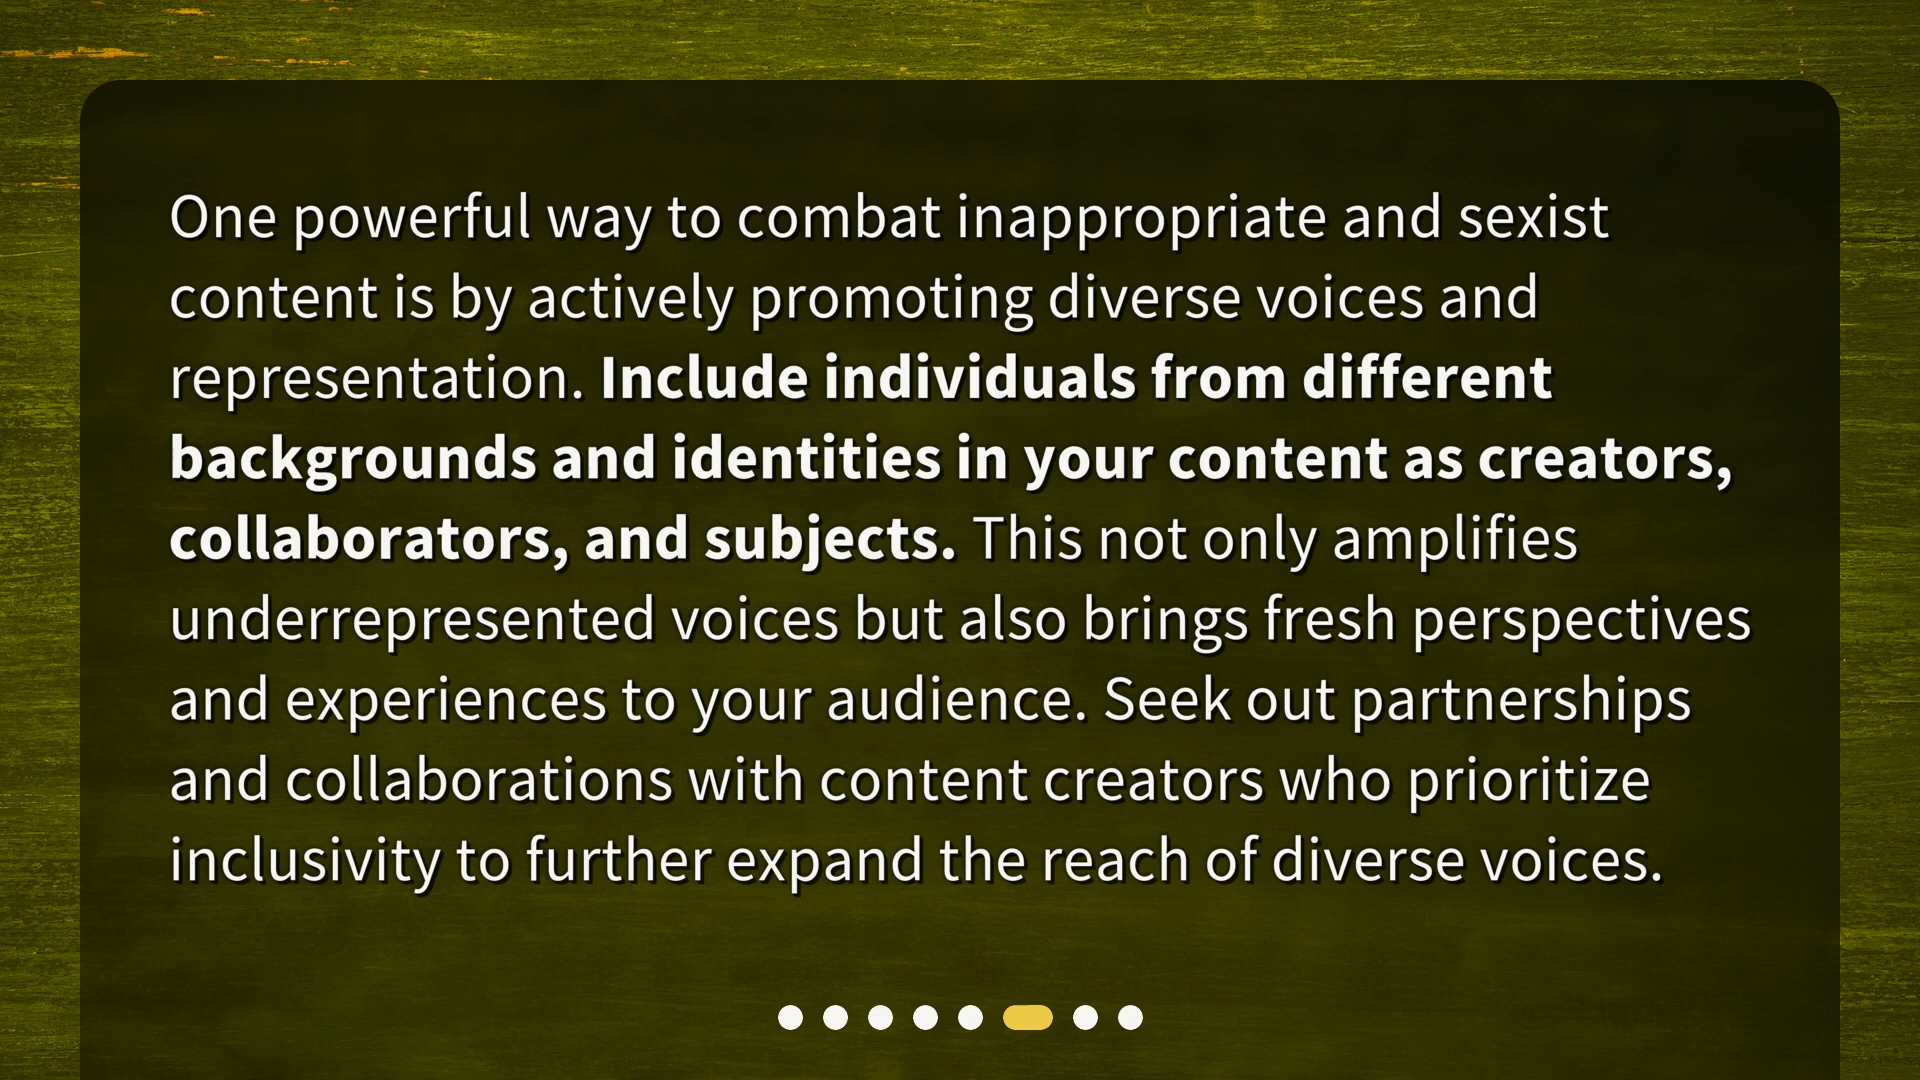 One powerful way to combat inappropriate and sexist
content is by actively promoting diverse voices and
representation. Include individuals from different
backgrounds and identities in your content as creators,
collaborators, and subjects. This not only amplifies
underrepresented voices but also brings fresh perspectives
and experiences to your audience. Seek out partnerships
and collaborations with content creators who prioritize
inclusivity to further expand the reach of diverse voices.